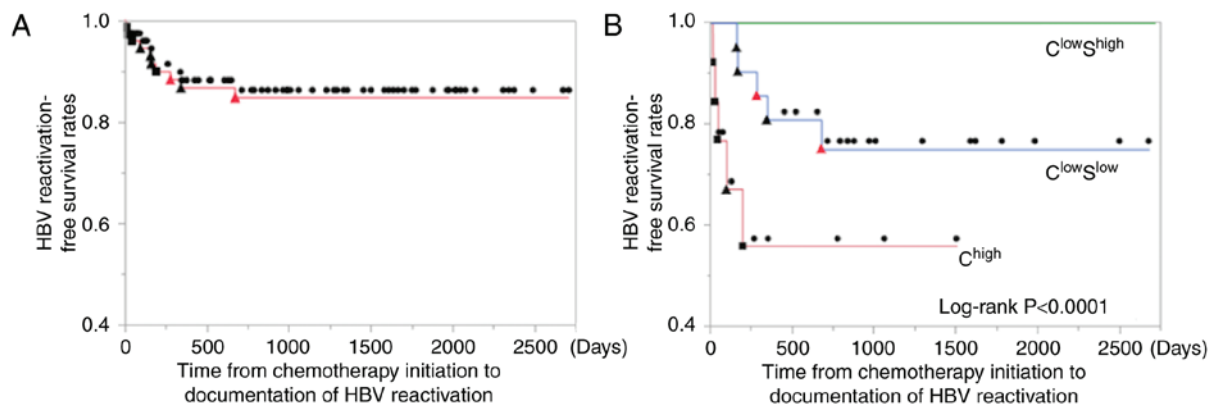 A
HBV reactivation-
free survival rates
1.0
0.8
0.6
0.4
0 500 1000 1500 2000 2500 (Days)
Time from chemotherapy initiation to
documentation of HBV reactivation
B
HBV reactivation-
free survival rates
1.0
0.8
0.6
0.4
ClowShigh
ClowSlow
Chigh
Log-rank P<0.0001
0 500 1000 1500 2000 2500 (Days)
Time from chemotherapy initiation to
documentation of HBV reactivation